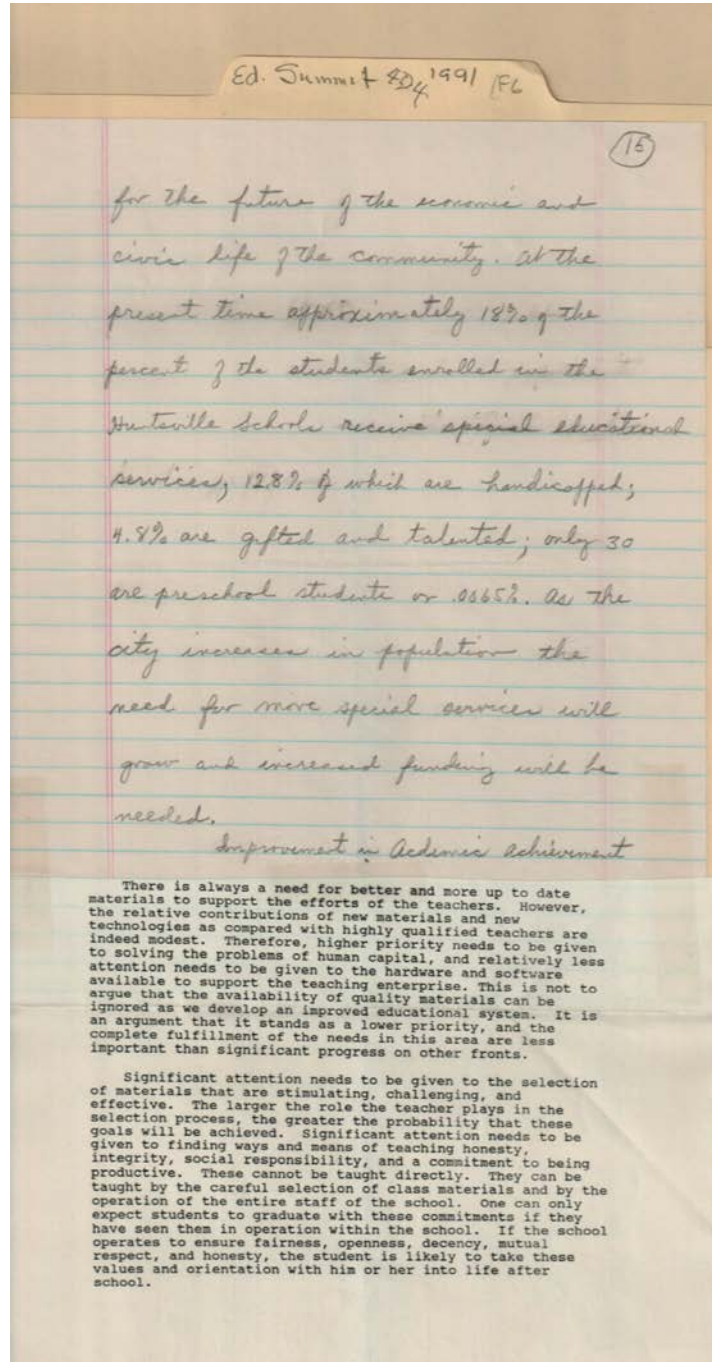 Ed. Summit 1991
15
for the future of the economic and
civic life of the community. At the
present time approximately 18% of the
percent of the students enrolled in the
Huntsville Schools receive special educational
services, 12.8% of which are handicapped;
4.8% are gifted and talented; only 30
are preschool students or .0065%. As the
city increases in population the
need for more special services will
grow and increased funding will be
needed.
Improvement in Acdemic Achievement
There is always a need for better and more up to date
materials to support the efforts of the teachers. However,
the relative contributions of new materials and new
technologies as compared with highly qualified teachers are
indeed modest. Therefore, higher priority needs to be given
to solving the problems of human capital, and relatively less
attention needs to be given to the hardware and software
available to support the teaching enterprise. This is not to
argue that the availability of quality materials can be
ignored as we develop an improved educational system. It is
an argument that it stands as a lower priority, and the
complete fulfillment of the needs in this area are less
important than significant progress on other fronts.
Significant attention needs to be given to the selection
of materials that are stimulating, challenging, and
effective. The larger the role the teacher plays in the
selection process, the greater the probability that these
goals will be achieved. Significant attention needs to be
given to finding ways and means of teaching honesty,
integrity, social responsibility, and a commitment to being
productive. These cannot be taught directly. They can be
taught by the careful selection of class materials and by the
operation of the entire staff of the school. One can only
expect students to graduate with these commitments if they
have seen them in operation within the school. If the school
operates to ensure fairness, openness, decency, mutual
respect, and honesty, the student is likely to take these
values and orientation with him or her into life after
school.